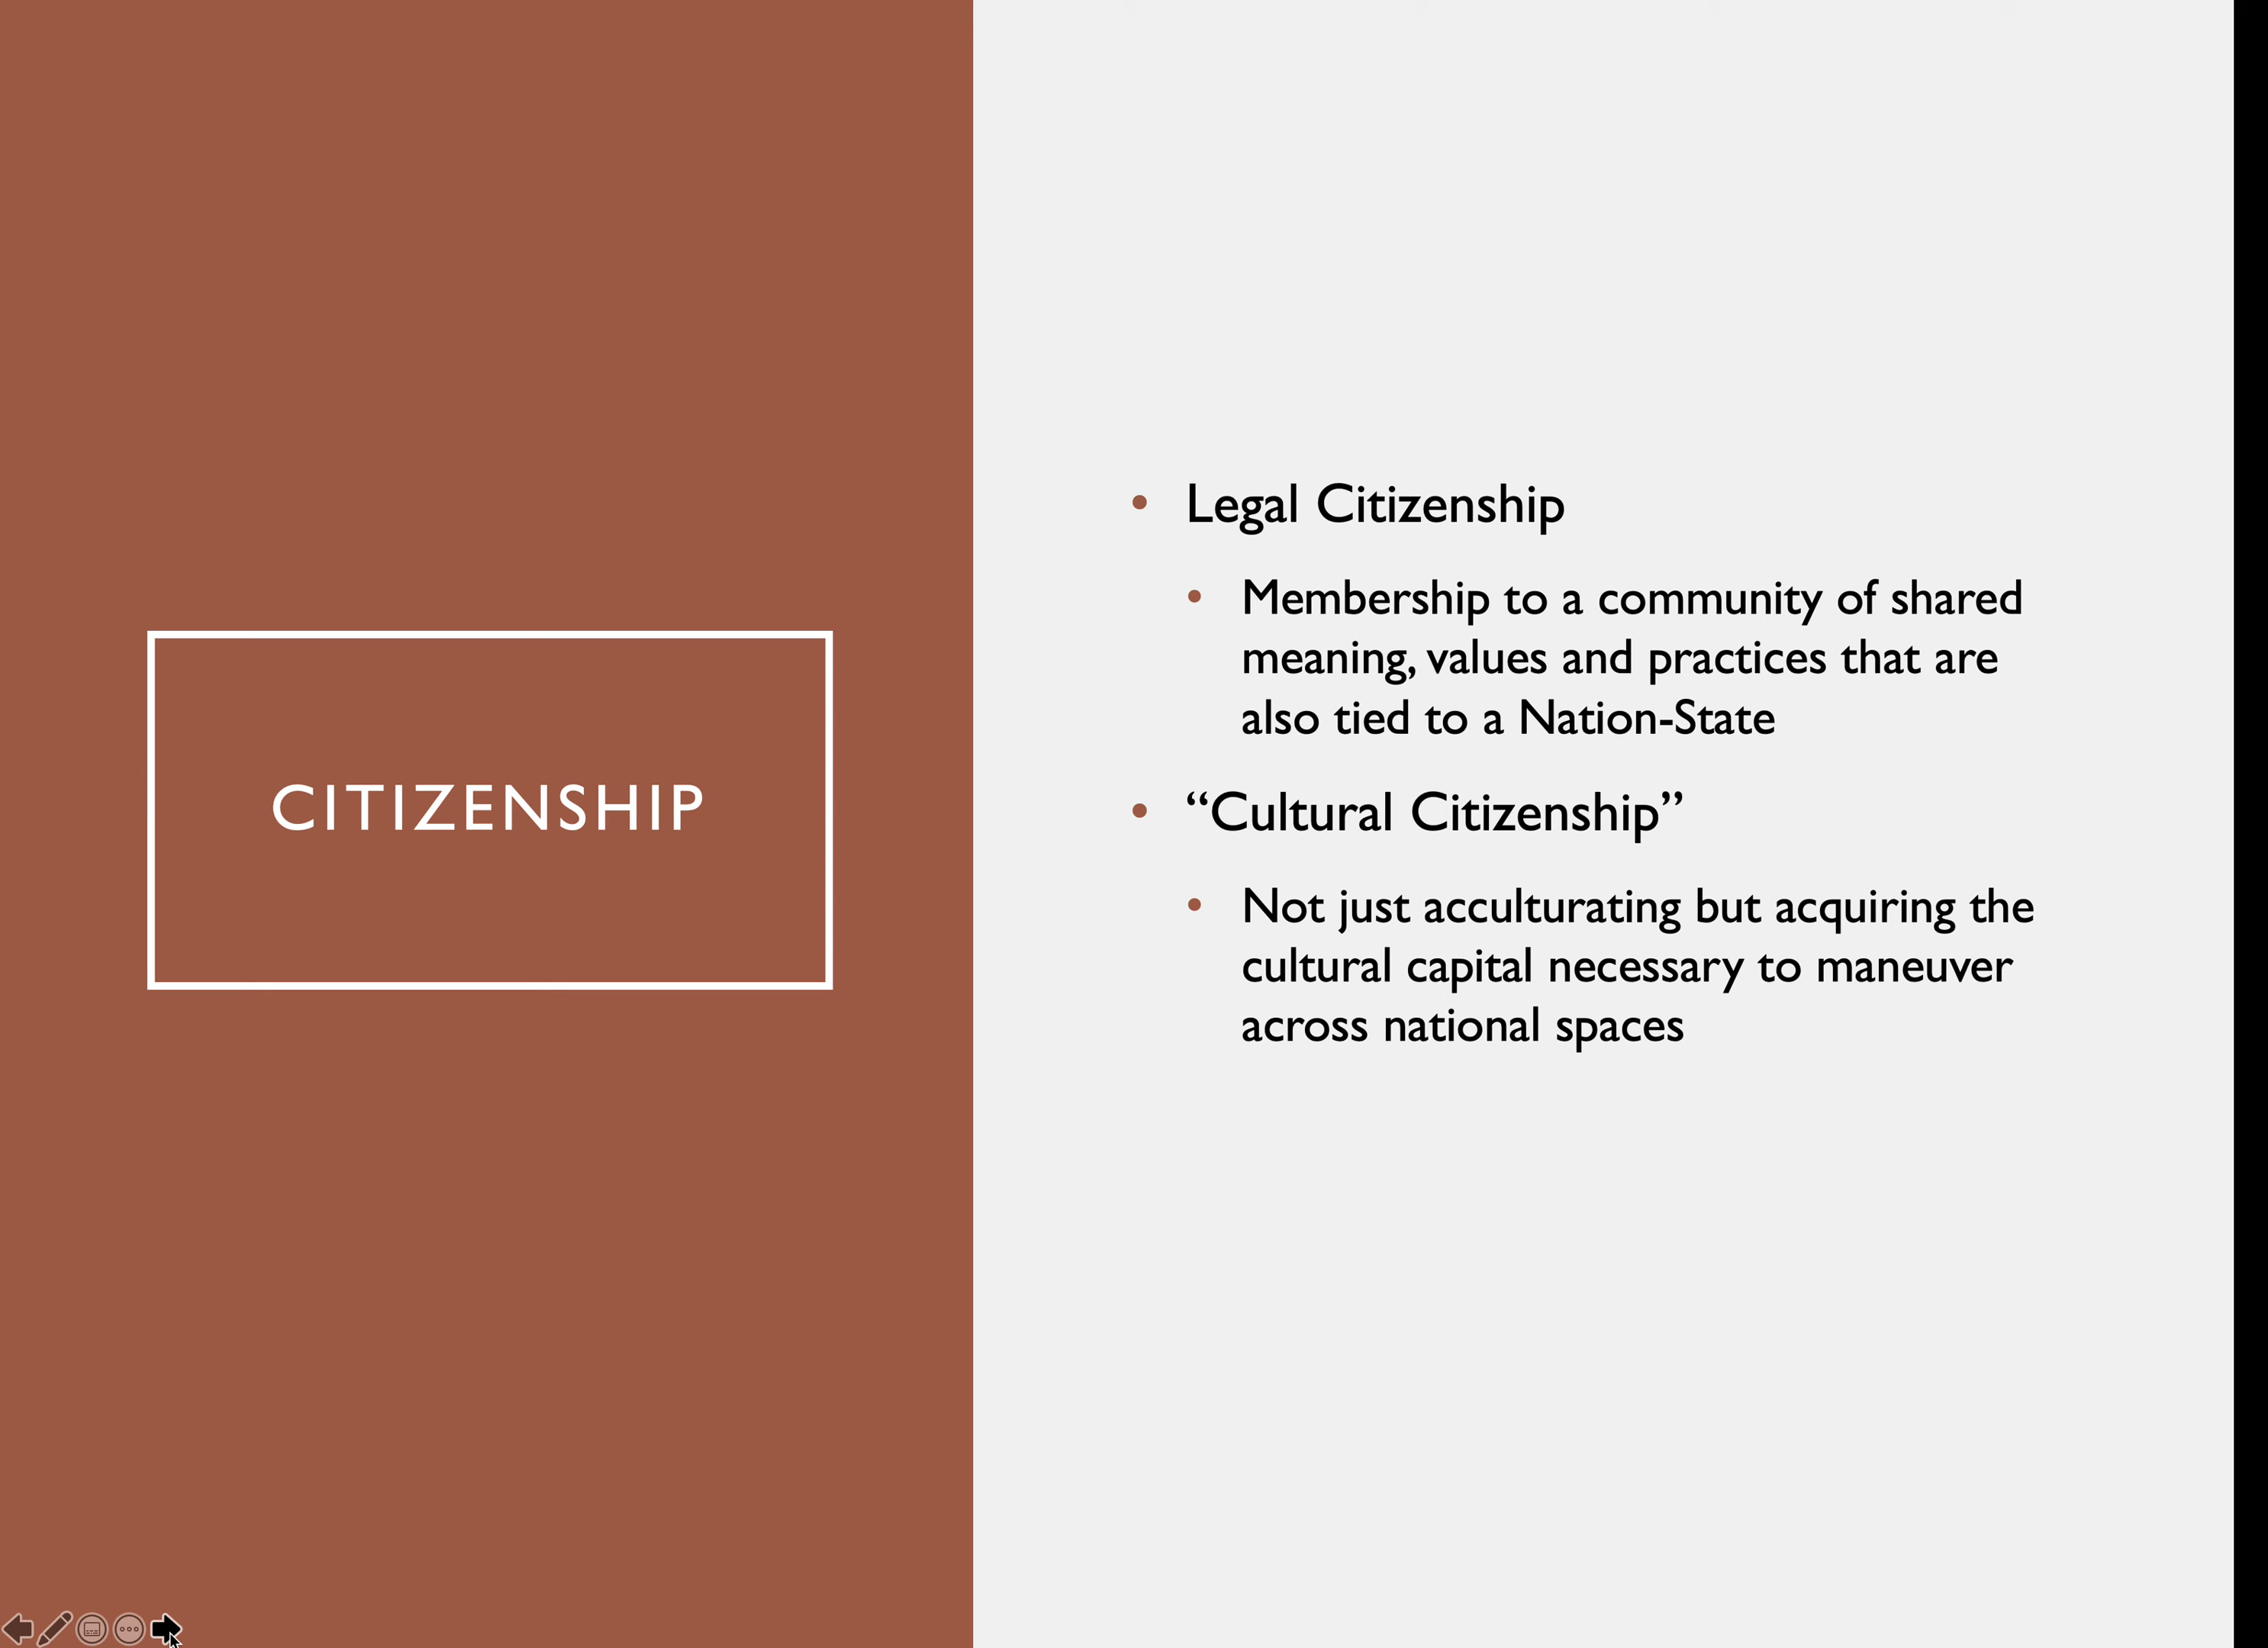 CITIZENSHIP
• Legal Citizenship
• Membership to a community of shared
meaning, values and practices that are
also tied to a Nation-State
• “Cultural Citizenship”
• Not just acculturating but acquiring the
cultural capital necessary to maneuver
across national spaces